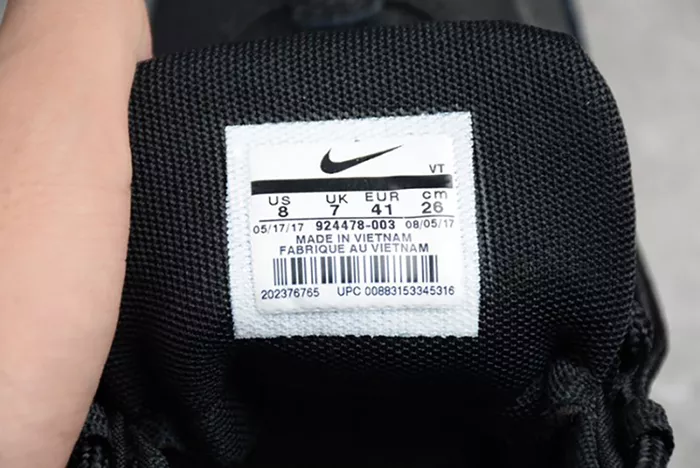 VT
US UK EUR cm
8 7 41 26
05/17/17 924478-003 08/05/17
MADE IN VIETNAM
FABRIQUE AU VIETNAM
202376765 UPC 00883153345316